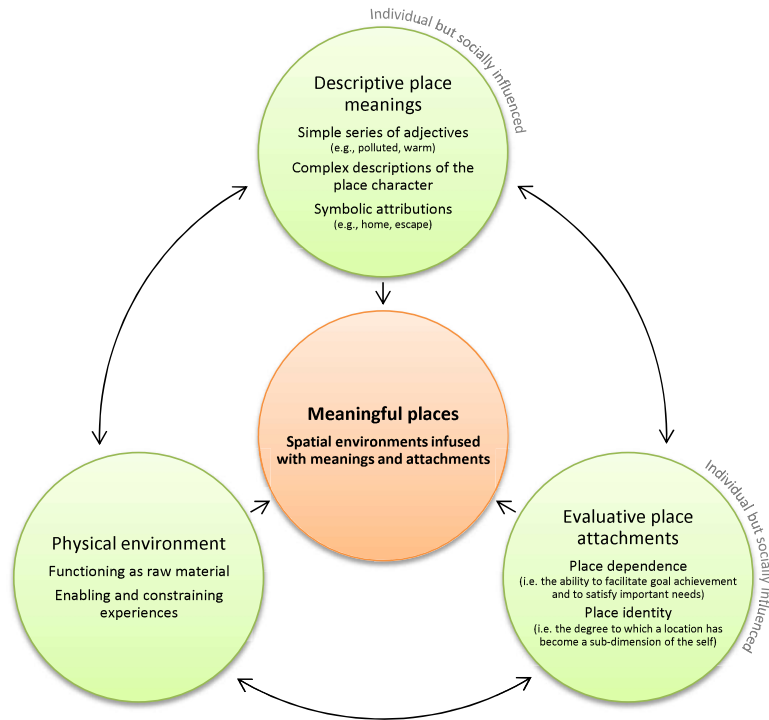 Individual but socially influenced
Descriptive place
meanings
Simple series of adjectives
(e.g., polluted, warm)
Complex descriptions of the
place character
Symbolic attributions
(e.g., home, escape)
Meaningful places
Spatial environments infused
with meanings and attachments
Physical environment
Functioning as raw material
Enabling and constraining
experiences
Individual but socially influenced
Evaluative place
attachments
Place dependence
(i.e. the ability to facilitate goal achievement
and to satisfy important needs)
Place identity
(i.e. the degree to which a location has
become a sub-dimension of the self)